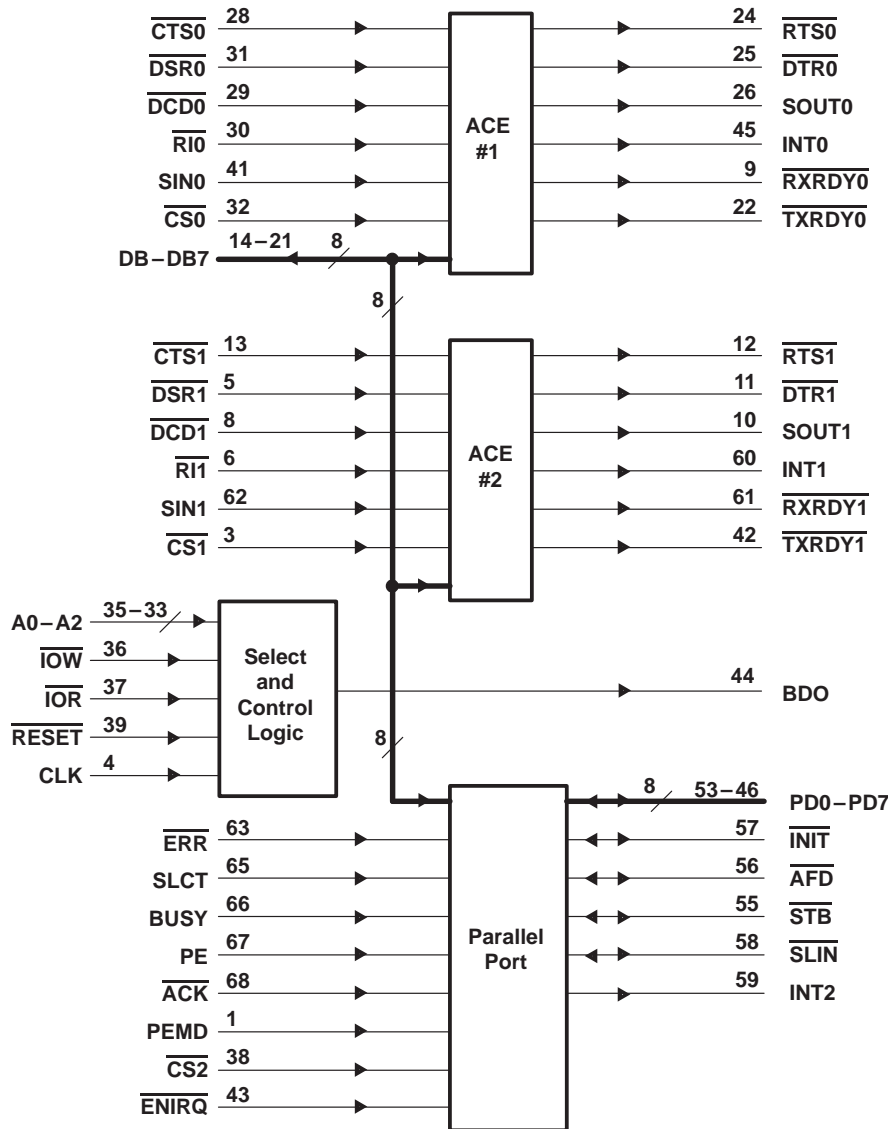 CTS0 28 24 RTS0
DSR0 31 25 DTR0
DCD0 29 26 SOUT0
RI0 30 ACE #1 45 INT0
SIN0 41 9 RXRDY0
CS0 32 22 TXRDY0
DB–DB7 14–21 8
8
CTS1 13 12 RTS1
DSR1 5 11 DTR1
DCD1 8 10 SOUT1
RI1 6 ACE #2 60 INT1
SIN1 62 61 RXRDY1
CS1 3 42 TXRDY1
A0–A2 35–33
IOW 36
IOR 37 Select and Control Logic 44 BDO
RESET 39 8
CLK 4
8 53–46 PD0–PD7
ERR 63 57 INIT
SLCT 65 56 AFD
BUSY 66 55 STB
PE 67 Parallel Port 58 SLIN
ACK 68 59 INT2
PEMD 1
CS2 38
ENIRQ 43